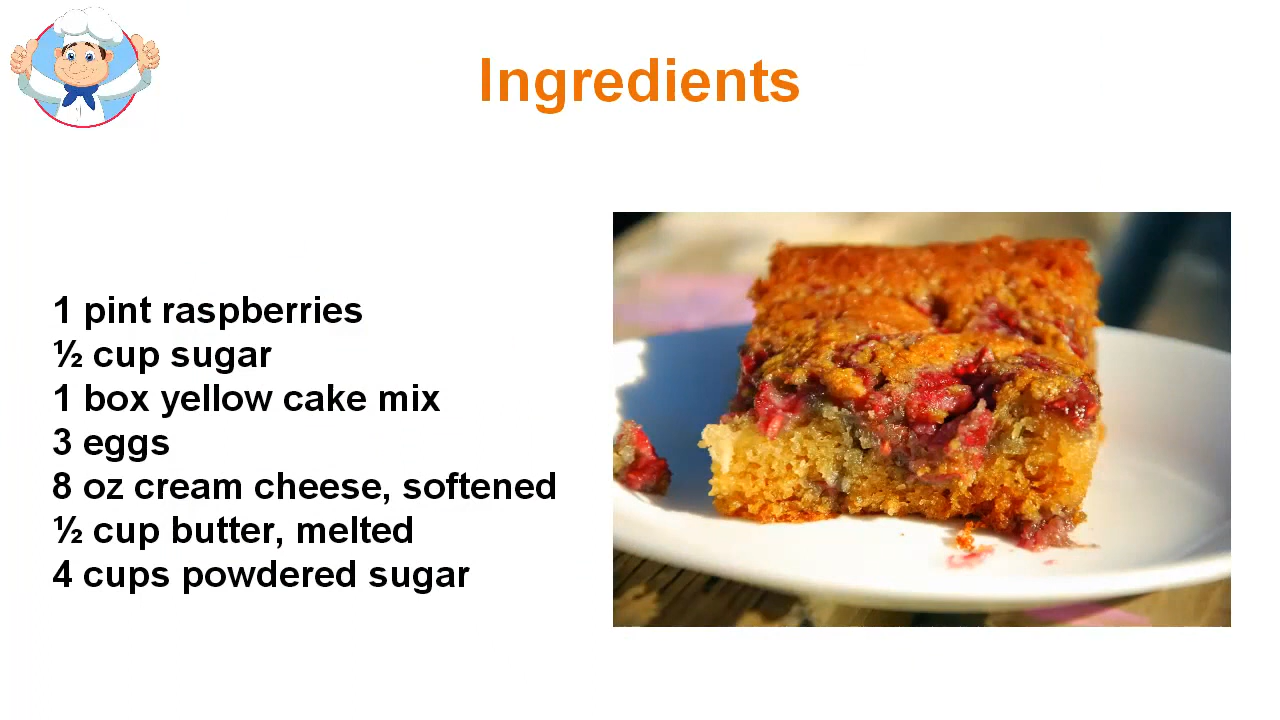 Ingredients
1 pint raspberries
½ cup sugar
1 box yellow cake mix
3 eggs
8 oz cream cheese, softened
½ cup butter, melted
4 cups powdered sugar